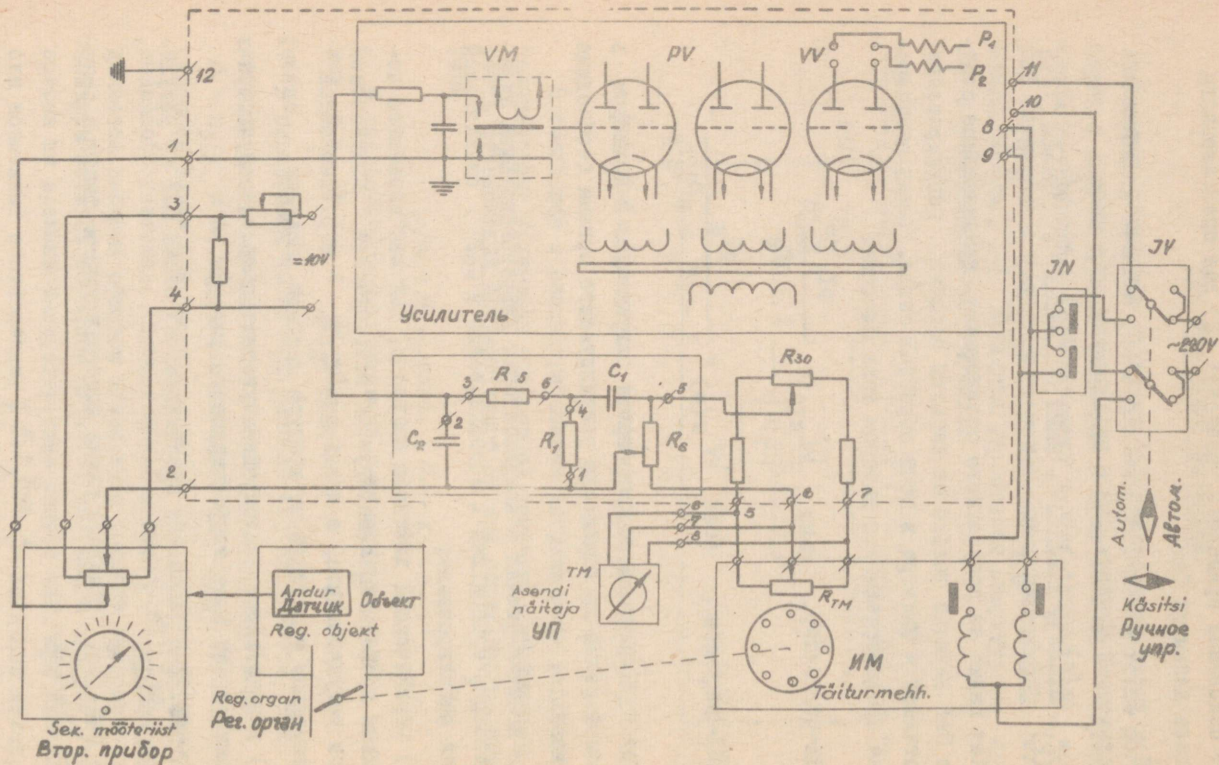 VM
PV
VV
P1
P2
12
11
10
8
9
1
3
=10V
4
Усилитель
JN
JV
~220V
R30
3
R 5
6
C1
5
4
2
C2
R1
R6
1
2
6
5
6
7
7
8
Autom.
Автом.
TM
Asendi
näitaja
УП
RTM
Käsitsi
Ручное
упр.
Andur
Датчик
Объект
Reg. objekt
ИМ
Täiturmehh.
Reg. organ
Рег. орган
Sek. mõõteriist
Втор. прибор